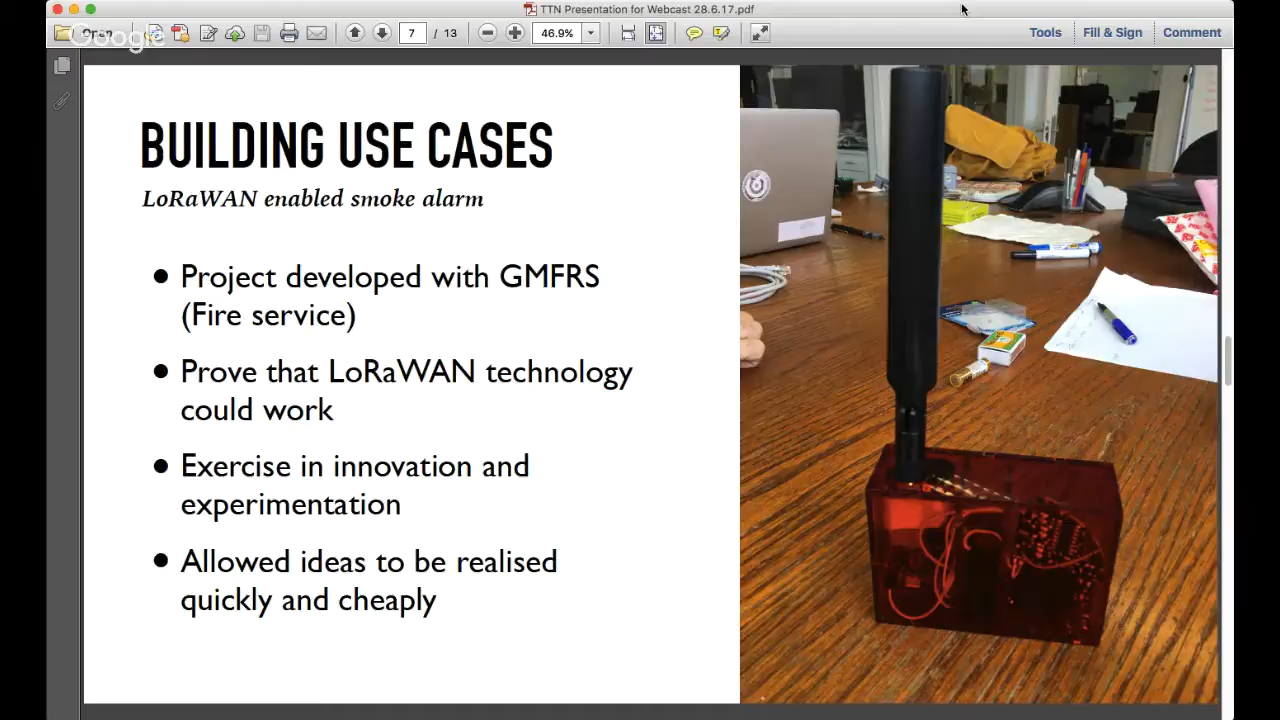 TTN Presentation for Webcast 28.6.17.pdf
Open
Google
7 / 13
46.9%
Tools
Fill & Sign
Comment
BUILDING USE CASES
LoRaWAN enabled smoke alarm
• Project developed with GMFRS
(Fire service)
• Prove that LoRaWAN technology
could work
• Exercise in innovation and
experimentation
• Allowed ideas to be realised
quickly and cheaply